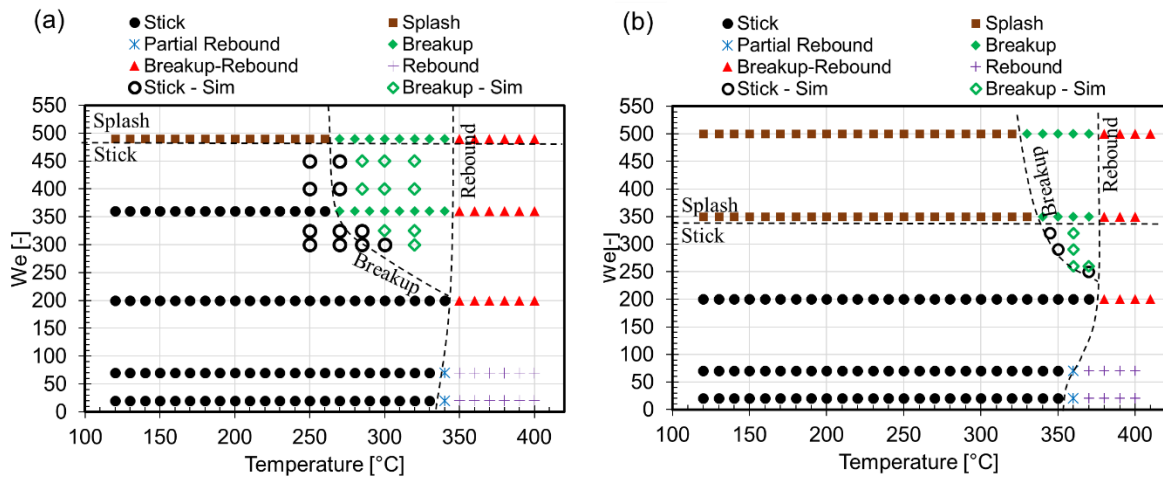 (a)
Stick
Splash
Partial Rebound
Breakup
Breakup-Rebound
Rebound
Stick - Sim
Breakup - Sim
550
500
450
400
350
300
250
200
150
100
50
0
We [-]
Splash
Stick
Breakup
Rebound
100
150
200
250
300
350
400
Temperature [°C]
(b)
Stick
Splash
Partial Rebound
Breakup
Breakup-Rebound
Rebound
Stick - Sim
Breakup - Sim
550
500
450
400
350
300
250
200
150
100
50
0
We[-]
Splash
Stick
Breakup
Rebound
100
150
200
250
300
350
400
Temperature [°C]